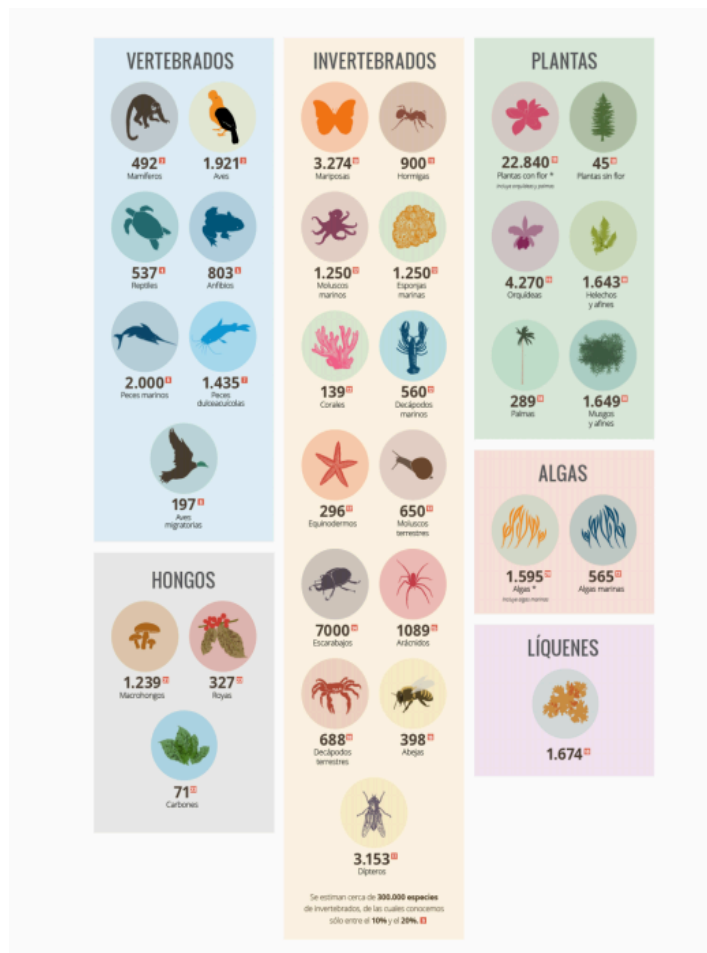 VERTEBRADOS
492
Mamíferos
1.921
Aves
537
Reptiles
803
Anfibios
2.000
Peces marinos
1.435
Peces
dulceacuícolas
197
Aves
migratorias
HONGOS
1.239
Macrohongos
327
Royas
71
Carbones
INVERTEBRADOS
3.274
Mariposas
900
Hormigas
1.250
Moluscos
marinos
1.250
Esponjas
marinas
139
Corales
560
Decápodos
marinos
296
Equinodermos
650
Moluscos
terrestres
7000
Escarabajos
1089
Arácnidos
688
Decápodos
terrestres
398
Abejas
3.153
Dípteros
Se estiman cerca de 300.000 especies
de invertebrados, de las cuales conocemos
sólo entre el 10% y el 20%.
PLANTAS
22.840
Plantas con flor *
Incluye orquídeas y palmas
45
Plantas sin flor
4.270
Orquídeas
1.643
Helechos
y afines
289
Palmas
1.649
Musgos
y afines
ALGAS
1.595
Algas *
Incluye algas marinas
565
Algas marinas
LÍQUENES
1.674